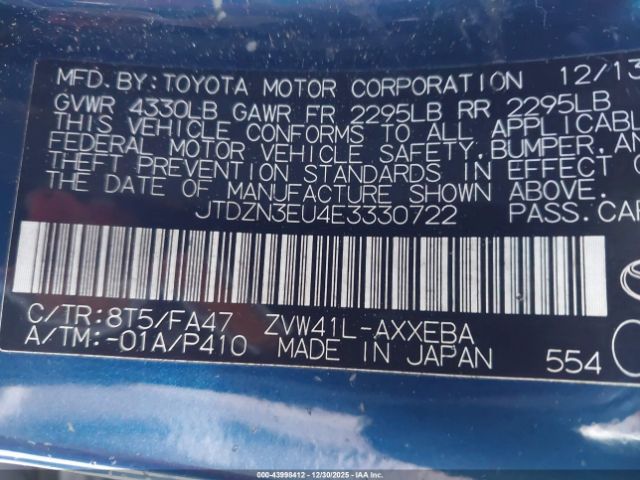 MFD. BY: TOYOTA MOTOR CORPORATION 12/13
GVWR 4330LB GAWR FR 2295LB RR 2295LB
THIS VEHICLE CONFORMS TO ALL APPLICABL
FEDERAL MOTOR VEHICLE SAFETY, BUMPER, AN
THEFT PREVENTION STANDARDS IN EFFECT ON
THE DATE OF MANUFACTURE SHOWN ABOVE.
JTDZN3EU4E3330722 PASS. CAR
C/TR: 8T5/FA47 ZVW41L-AXXEBA
A/TM: -01A/P410 MADE IN JAPAN 554
000-43998412 - 12/30/2025 - IAAI.COM